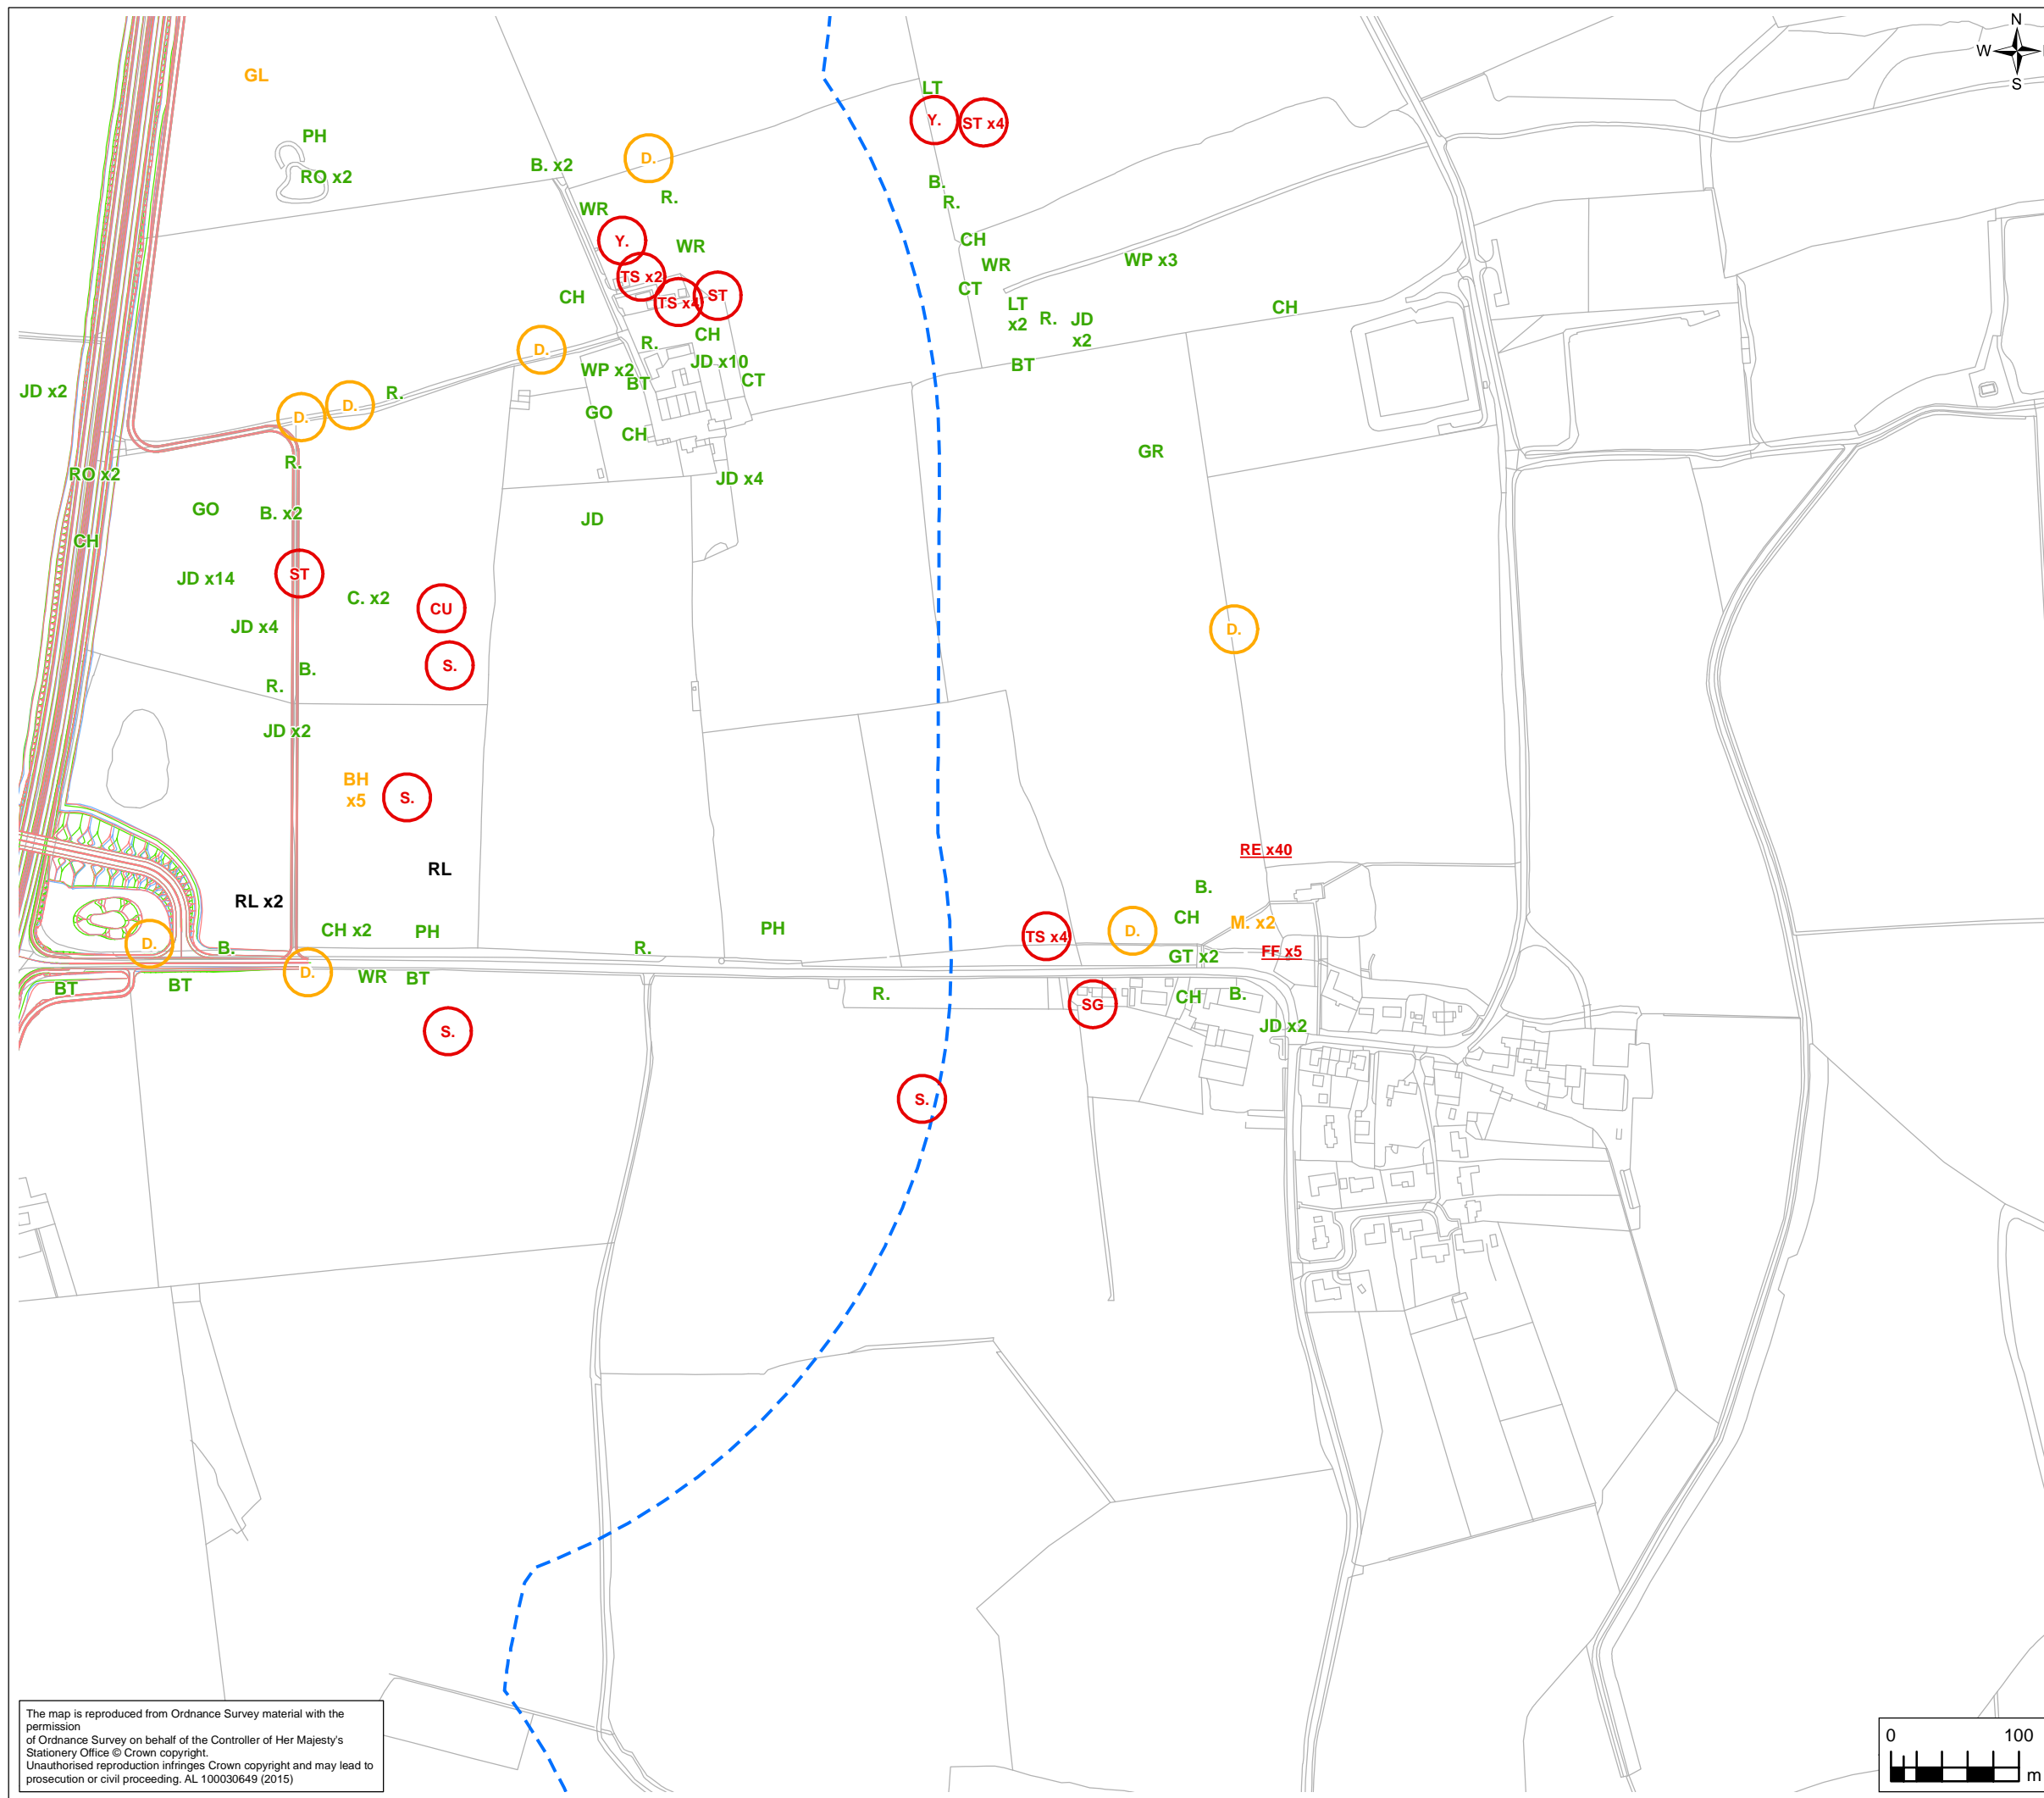 N
W
S
GL
LT
Y.
ST x4
PH
D.
B. x2
RO x2
R.
B.
WR
R.
Y.
WR
CH
WP x3
WR
TS x2
ST
CT
CH
TS x4
LT
x2
CH
R.
JD
x2
CH
R.
D.
JD x10
BT
WP x2
BT
CT
JD x2
R.
D.
D.
GO
CH
GR
R.
RO x2
JD x4
GO
B. x2
JD
CH
ST
JD x14
C. x2
CU
JD x4
D.
S.
B.
R.
JD x2
BH
x5
S.
RE x40
RL
B.
RL x2
CH
M. x2
CH x2
PH
PH
TS x4
D.
D.
B.
R.
GT x2
FF x5
D.
WR
BT
BT
BT
R.
CH
B.
SG
JD x2
S.
S.
The map is reproduced from Ordnance Survey material with the
permission
of Ordnance Survey on behalf of the Controller of Her Majesty's
Stationery Office © Crown copyright.
Unauthorised reproduction infringes Crown copyright and may lead to
prosecution or civil proceeding. AL 100030649 (2015)
0 100
m